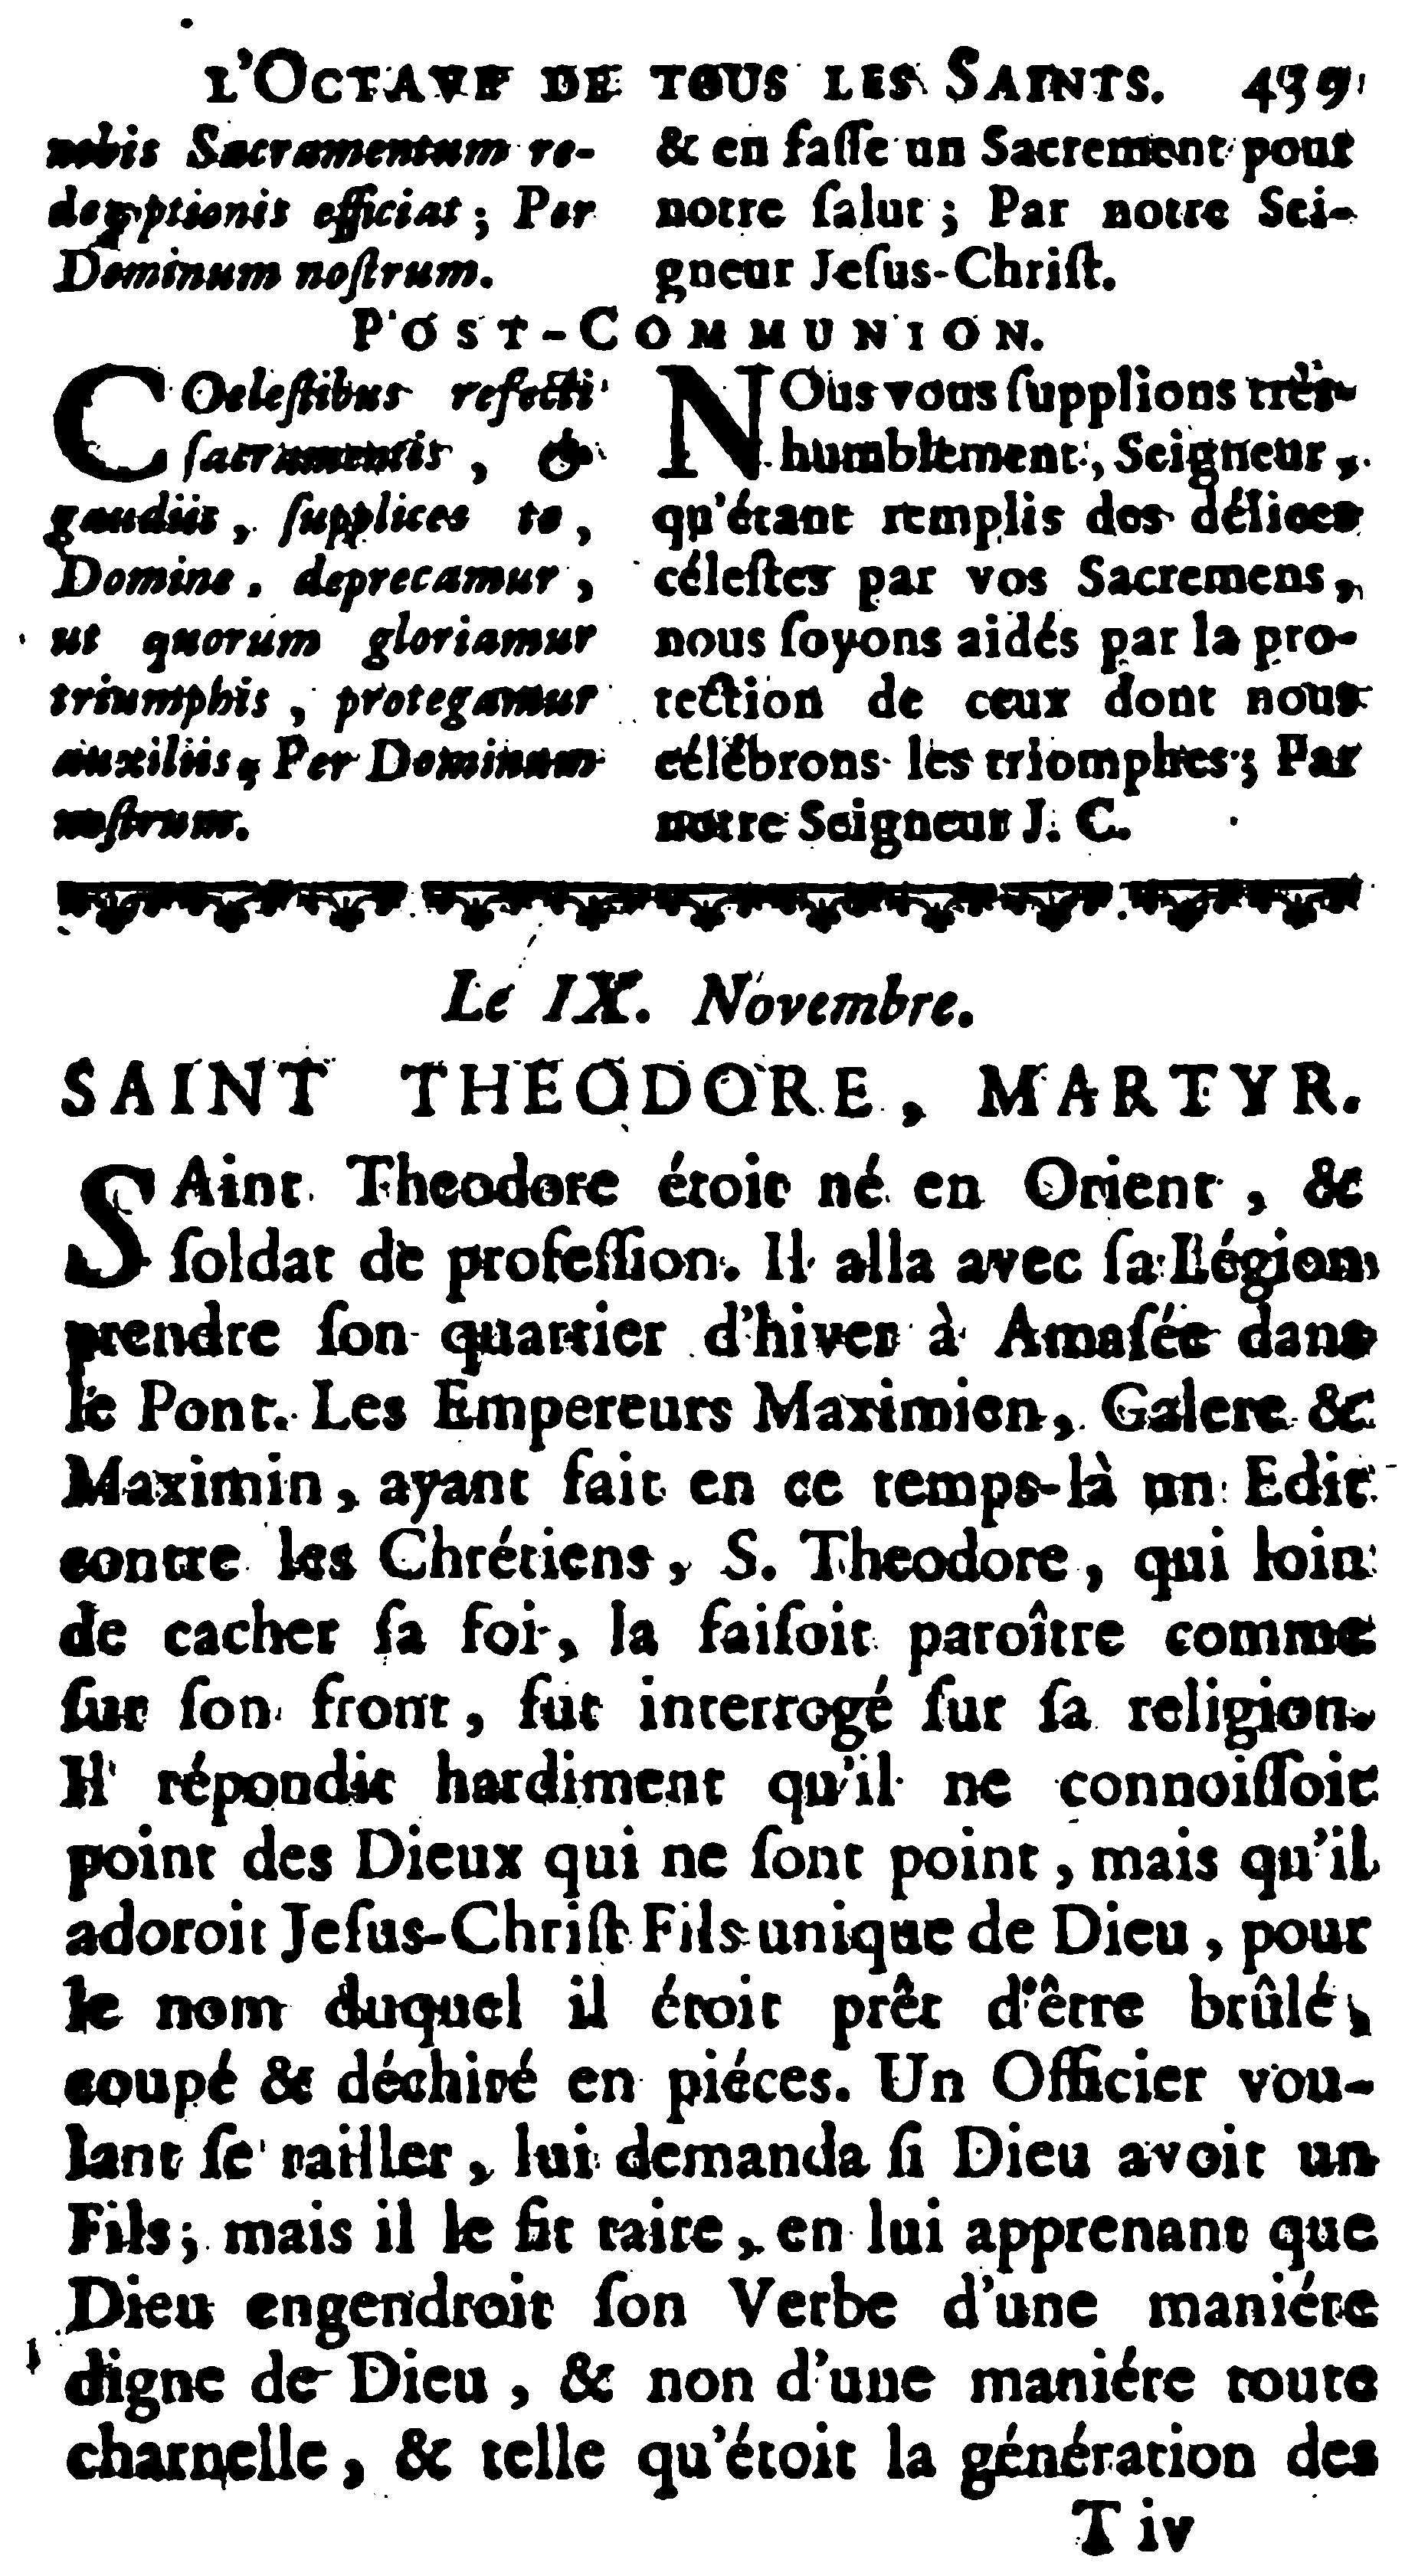 L'OCTAVE DE TOUS LES SAINTS. 439
nobis Sacramentum re-
demptionis efficiat ; Per
Dominum noſtrum.
& en faſſe un Sacrement pour
notre ſalut ; Par notre Sei-
gneur Jeſus-Chriſt.
POST-COMMUNION.
COeleſtibus refecti
ſacramentis, &
gaudiis, ſupplices te,
Domine, deprecamur,
ut quorum gloriamur
triumphis, protegamur
auxiliis; Per Dominum
noſtrum.
NOus vous ſupplions très-
humblement, Seigneur,
qu'étant remplis des délices
céleſtes par vos Sacremens,
nous ſoyons aidés par la pro-
tection de ceux dont nous
célébrons les triomphes; Par
notre Seigneur J. C.
Le IX. Novembre.
SAINT THEODORE, MARTYR.
SAint Theodore étoit né en Orient, &
ſoldat de profeſſion. Il alla avec ſa Légion
prendre ſon quartier d'hiver à Amaſée dans
le Pont. Les Empereurs Maximien, Galere &
Maximin, ayant fait en ce temps-là un Edit
contre les Chrétiens, S. Theodore, qui loin
de cacher ſa foi, la faiſoit paroître comme
ſur ſon front, fut interrogé ſur ſa religion.
Il répondit hardiment qu'il ne connoiſſoit
point des Dieux qui ne ſont point, mais qu'il
adoroit Jeſus-Chriſt Fils unique de Dieu, pour
le nom duquel il étoit prêt d'être brûlé,
coupé & déchiré en piéces. Un Officier vou-
lant ſe railler, lui demanda ſi Dieu avoit un
Fils; mais il le fit taire, en lui apprenant que
Dieu engendroit ſon Verbe d'une maniére
digne de Dieu, & non d'une maniére toute
charnelle, & telle qu'étoit la génération des
T iv